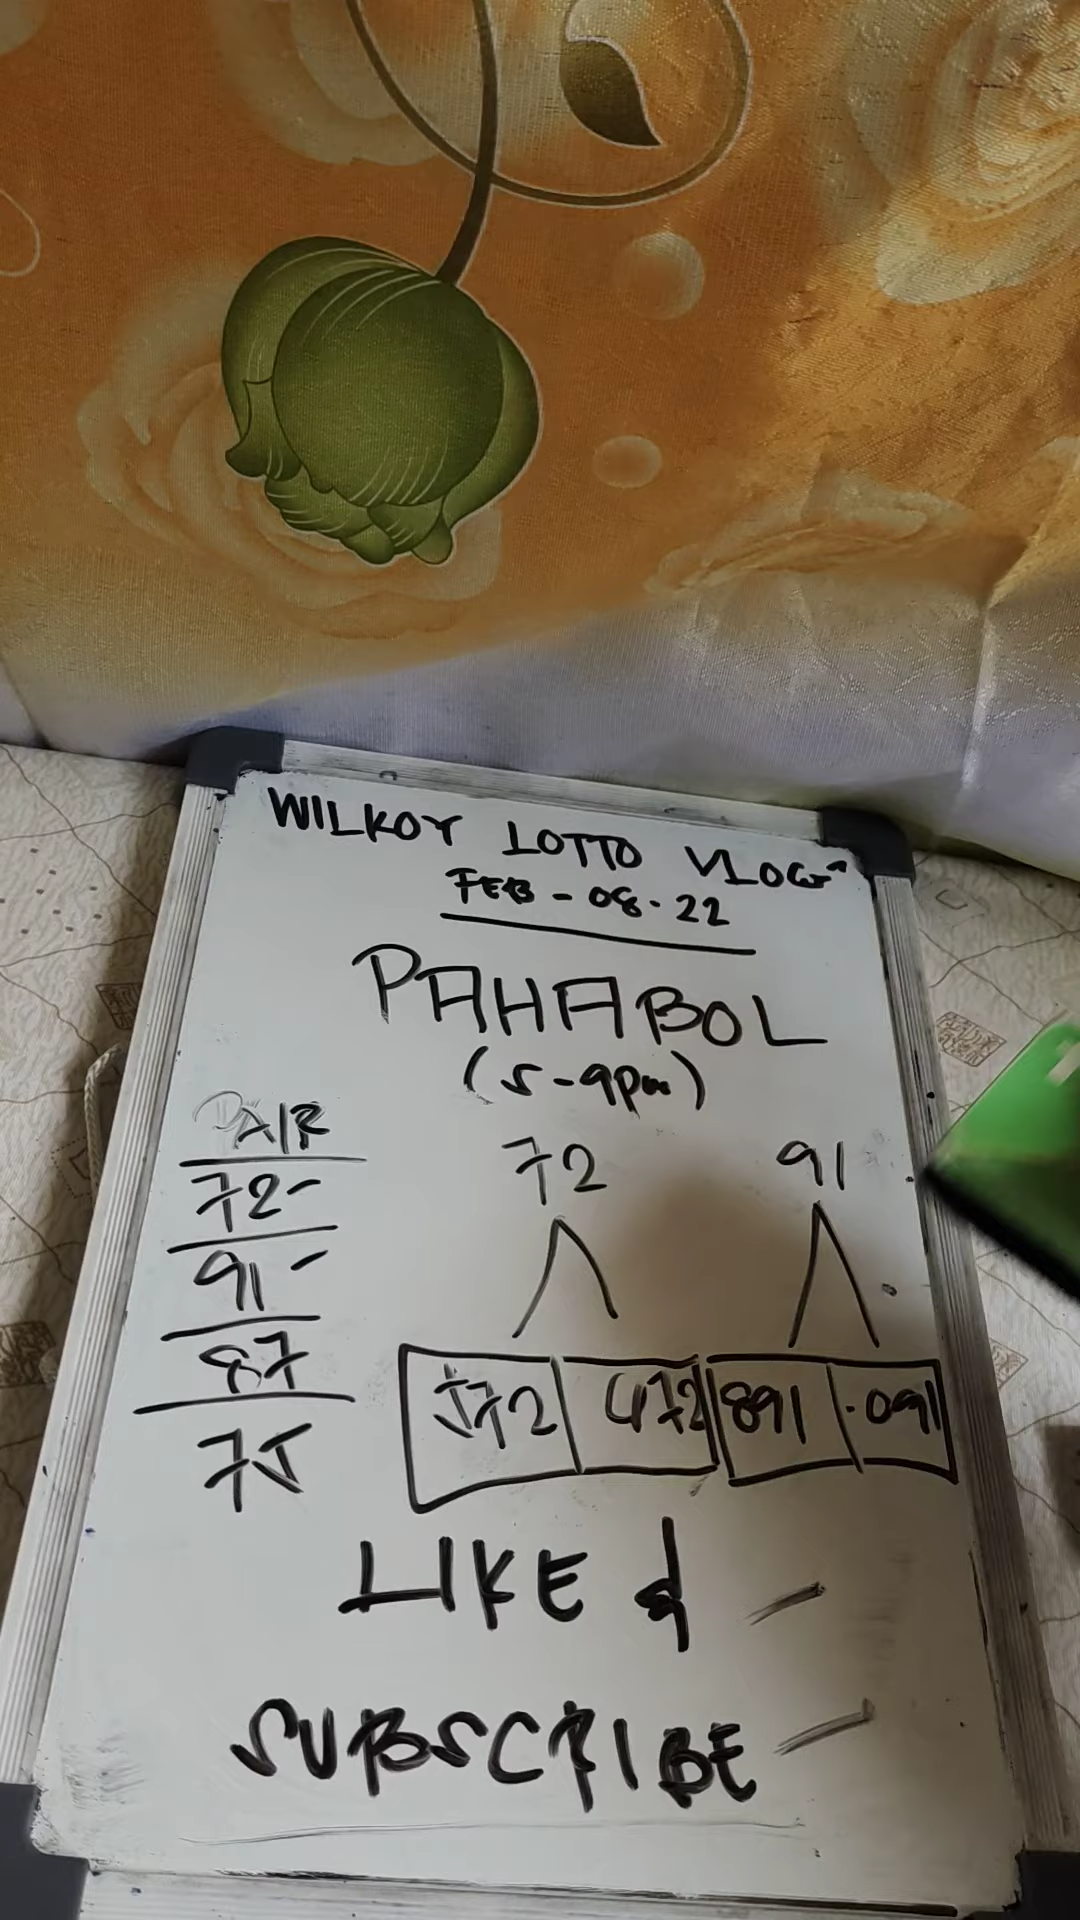 WILKOY LOTTO VLOG
FEB - 08 . 22
PAHABOL
(5-9pm)
PAIR
72-
91-
87
75
72 91
572 472 891 . 091
LIKE &
SUBSCRIBE